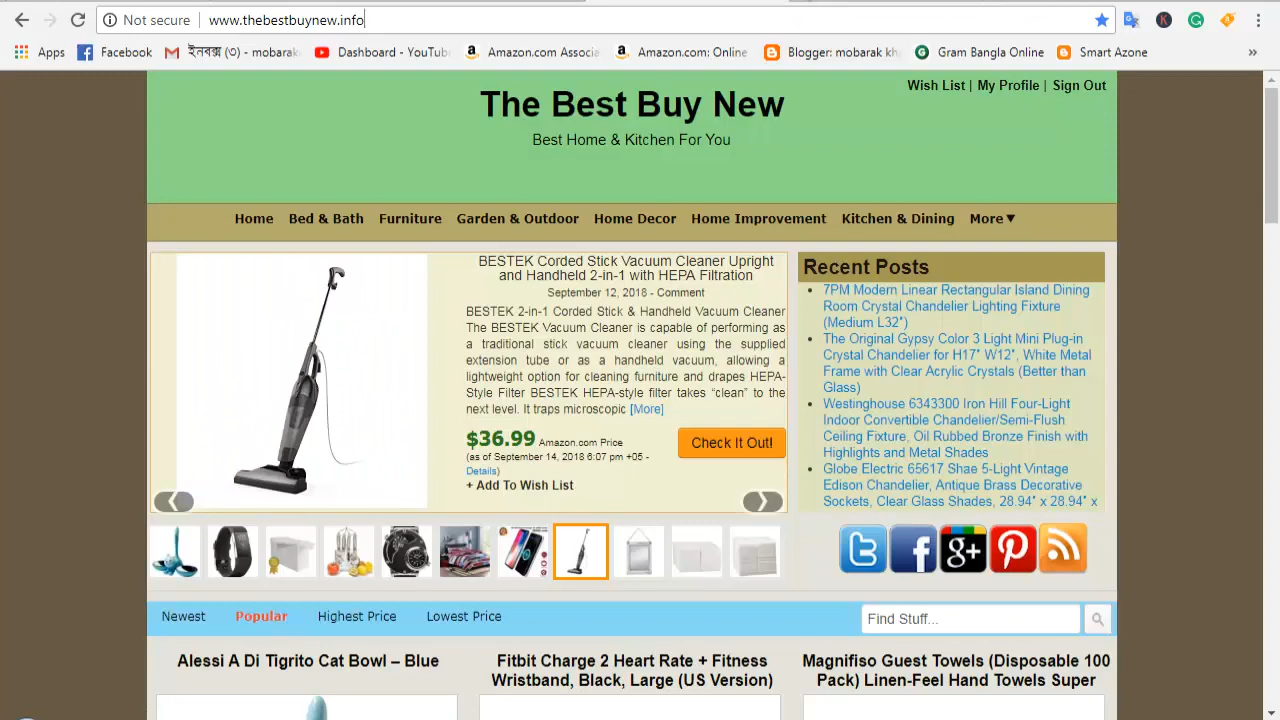 Not secure | www.thebestbuynew.info
Apps Facebook ইনবক্স (৩) - mobarak Dashboard - YouTub Amazon.com Associa Amazon.com: Online Blogger: mobarak kh Gram Bangla Online Smart Azone »
Wish List | My Profile | Sign Out
The Best Buy New
Best Home & Kitchen For You
Home Bed & Bath Furniture Garden & Outdoor Home Decor Home Improvement Kitchen & Dining More▼
BESTEK Corded Stick Vacuum Cleaner Upright
and Handheld 2-in-1 with HEPA Filtration
September 12, 2018 - Comment
BESTEK 2-in-1 Corded Stick & Handheld Vacuum Cleaner
The BESTEK Vacuum Cleaner is capable of performing as
a traditional stick vacuum cleaner using the supplied
extension tube or as a handheld vacuum, allowing a
lightweight option for cleaning furniture and drapes HEPA-
Style Filter BESTEK HEPA-style filter takes “clean” to the
next level. It traps microscopic [More]
$36.99 Amazon.com Price
(as of September 14, 2018 6:07 pm +05 -
Details)
Check It Out!
+ Add To Wish List
Recent Posts
7PM Modern Linear Rectangular Island Dining
Room Crystal Chandelier Lighting Fixture
(Medium L32")
The Original Gypsy Color 3 Light Mini Plug-in
Crystal Chandelier for H17" W12", White Metal
Frame with Clear Acrylic Crystals (Better than
Glass)
Westinghouse 6343300 Iron Hill Four-Light
Indoor Convertible Chandelier/Semi-Flush
Ceiling Fixture, Oil Rubbed Bronze Finish with
Highlights and Metal Shades
Globe Electric 65617 Shae 5-Light Vintage
Edison Chandelier, Antique Brass Decorative
Sockets, Clear Glass Shades, 28.94" x 28.94" x
Newest Popular Highest Price Lowest Price Find Stuff...
Alessi A Di Tigrito Cat Bowl – Blue
Fitbit Charge 2 Heart Rate + Fitness
Wristband, Black, Large (US Version)
Magnifiso Guest Towels (Disposable 100
Pack) Linen-Feel Hand Towels Super